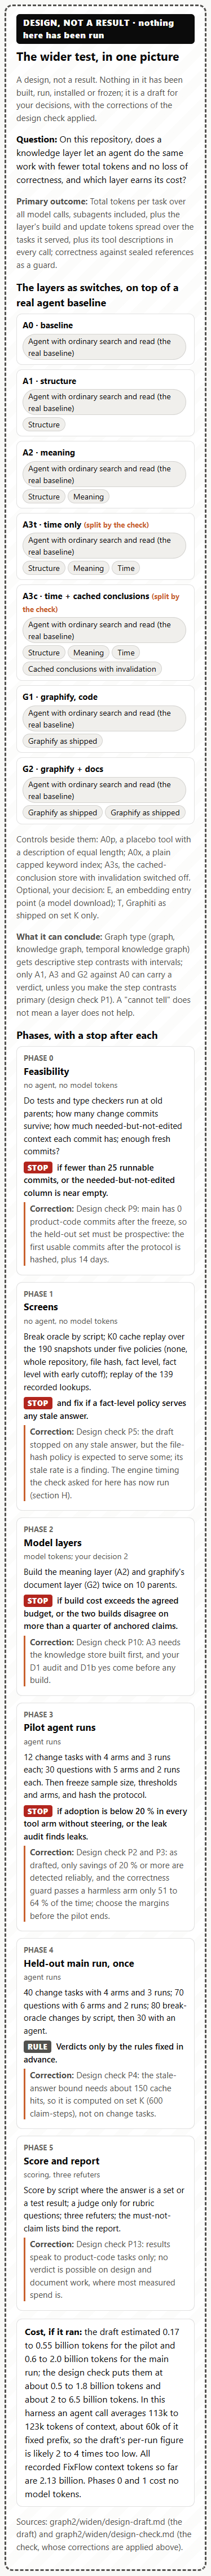 DESIGN, NOT A RESULT · nothing
here has been run
The wider test, in one picture
A design, not a result. Nothing in it has been
built, run, installed or frozen; it is a draft for
your decisions, with the corrections of the
design check applied.
Question: On this repository, does a
knowledge layer let an agent do the same
work with fewer total tokens and no loss of
correctness, and which layer earns its cost?
Primary outcome: Total tokens per task over
all model calls, subagents included, plus the
layer's build and update tokens spread over the
tasks it served, plus its tool descriptions in
every call; correctness against sealed references
as a guard.
The layers as switches, on top of a
real agent baseline
A0 · baseline
Agent with ordinary search and read (the
real baseline)
A1 · structure
Agent with ordinary search and read (the
real baseline)
Structure
A2 · meaning
Agent with ordinary search and read (the
real baseline)
Structure Meaning
A3t · time only (split by the check)
Agent with ordinary search and read (the
real baseline)
Structure Meaning Time
A3c · time + cached conclusions (split by
the check)
Agent with ordinary search and read (the
real baseline)
Structure Meaning Time
Cached conclusions with invalidation
G1 · graphify, code
Agent with ordinary search and read (the
real baseline)
Graphify as shipped
G2 · graphify + docs
Agent with ordinary search and read (the
real baseline)
Graphify as shipped Graphify as shipped
Controls beside them: A0p, a placebo tool with
a description of equal length; A0x, a plain
capped keyword index; A3s, the cached-
conclusion store with invalidation switched off.
Optional, your decision: E, an embedding entry
point (a model download); T, Graphiti as
shipped on set K only.
What it can conclude: Graph type (graph,
knowledge graph, temporal knowledge graph)
gets descriptive step contrasts with intervals;
only A1, A3 and G2 against A0 can carry a
verdict, unless you make the step contrasts
primary (design check P1). A "cannot tell" does
not mean a layer does not help.
Phases, with a stop after each
PHASE 0
Feasibility
no agent, no model tokens
Do tests and type checkers run at old
parents; how many change commits
survive; how much needed-but-not-edited
context each commit has; enough fresh
commits?
STOP if fewer than 25 runnable
commits, or the needed-but-not-edited
column is near empty.
Correction: Design check P9: main has 0
product-code commits after the freeze, so
the held-out set must be prospective: the
first usable commits after the protocol is
hashed, plus 14 days.
PHASE 1
Screens
no agent, no model tokens
Break oracle by script; K0 cache replay over
the 190 snapshots under five policies (none,
whole repository, file hash, fact level, fact
level with early cutoff); replay of the 139
recorded lookups.
STOP and fix if a fact-level policy serves
any stale answer.
Correction: Design check P5: the draft
stopped on any stale answer, but the file-
hash policy is expected to serve some; its
stale rate is a finding. The engine timing
the check asked for here has now run
(section H).
PHASE 2
Model layers
model tokens; your decision 2
Build the meaning layer (A2) and graphify's
document layer (G2) twice on 10 parents.
STOP if build cost exceeds the agreed
budget, or the two builds disagree on
more than a quarter of anchored claims.
Correction: Design check P10: A3 needs
the knowledge store built first, and your
D1 audit and D1b yes come before any
build.
PHASE 3
Pilot agent runs
agent runs
12 change tasks with 4 arms and 3 runs
each; 30 questions with 5 arms and 2 runs
each. Then freeze sample size, thresholds
and arms, and hash the protocol.
STOP if adoption is below 20 % in every
tool arm without steering, or the leak
audit finds leaks.
Correction: Design check P2 and P3: as
drafted, only savings of 20 % or more are
detected reliably, and the correctness
guard passes a harmless arm only 51 to
64 % of the time; choose the margins
before the pilot ends.
PHASE 4
Held-out main run, once
agent runs
40 change tasks with 4 arms and 3 runs; 70
questions with 6 arms and 2 runs; 80 break-
oracle changes by script, then 30 with an
agent.
RULE Verdicts only by the rules fixed in
advance.
Correction: Design check P4: the stale-
answer bound needs about 150 cache
hits, so it is computed on set K (600
claim-steps), not on change tasks.
PHASE 5
Score and report
scoring, three refuters
Score by script where the answer is a set or
a test result; a judge only for rubric
questions; three refuters; the must-not-
claim lists bind the report.
Correction: Design check P13: results
speak to product-code tasks only; no
verdict is possible on design and
document work, where most measured
spend is.
Cost, if it ran: the draft estimated 0.17
to 0.55 billion tokens for the pilot and
0.6 to 2.0 billion tokens for the main
run; the design check puts them at
about 0.5 to 1.8 billion tokens and
about 2 to 6.5 billion tokens. In this
harness an agent call averages 113k to
123k tokens of context, about 60k of it
fixed prefix, so the draft's per-run figure
is likely 2 to 4 times too low. All
recorded FixFlow context tokens so far
are 2.13 billion. Phases 0 and 1 cost no
model tokens.
Sources: graph2/widen/design-draft.md (the
draft) and graph2/widen/design-check.md (the
check, whose corrections are applied above).